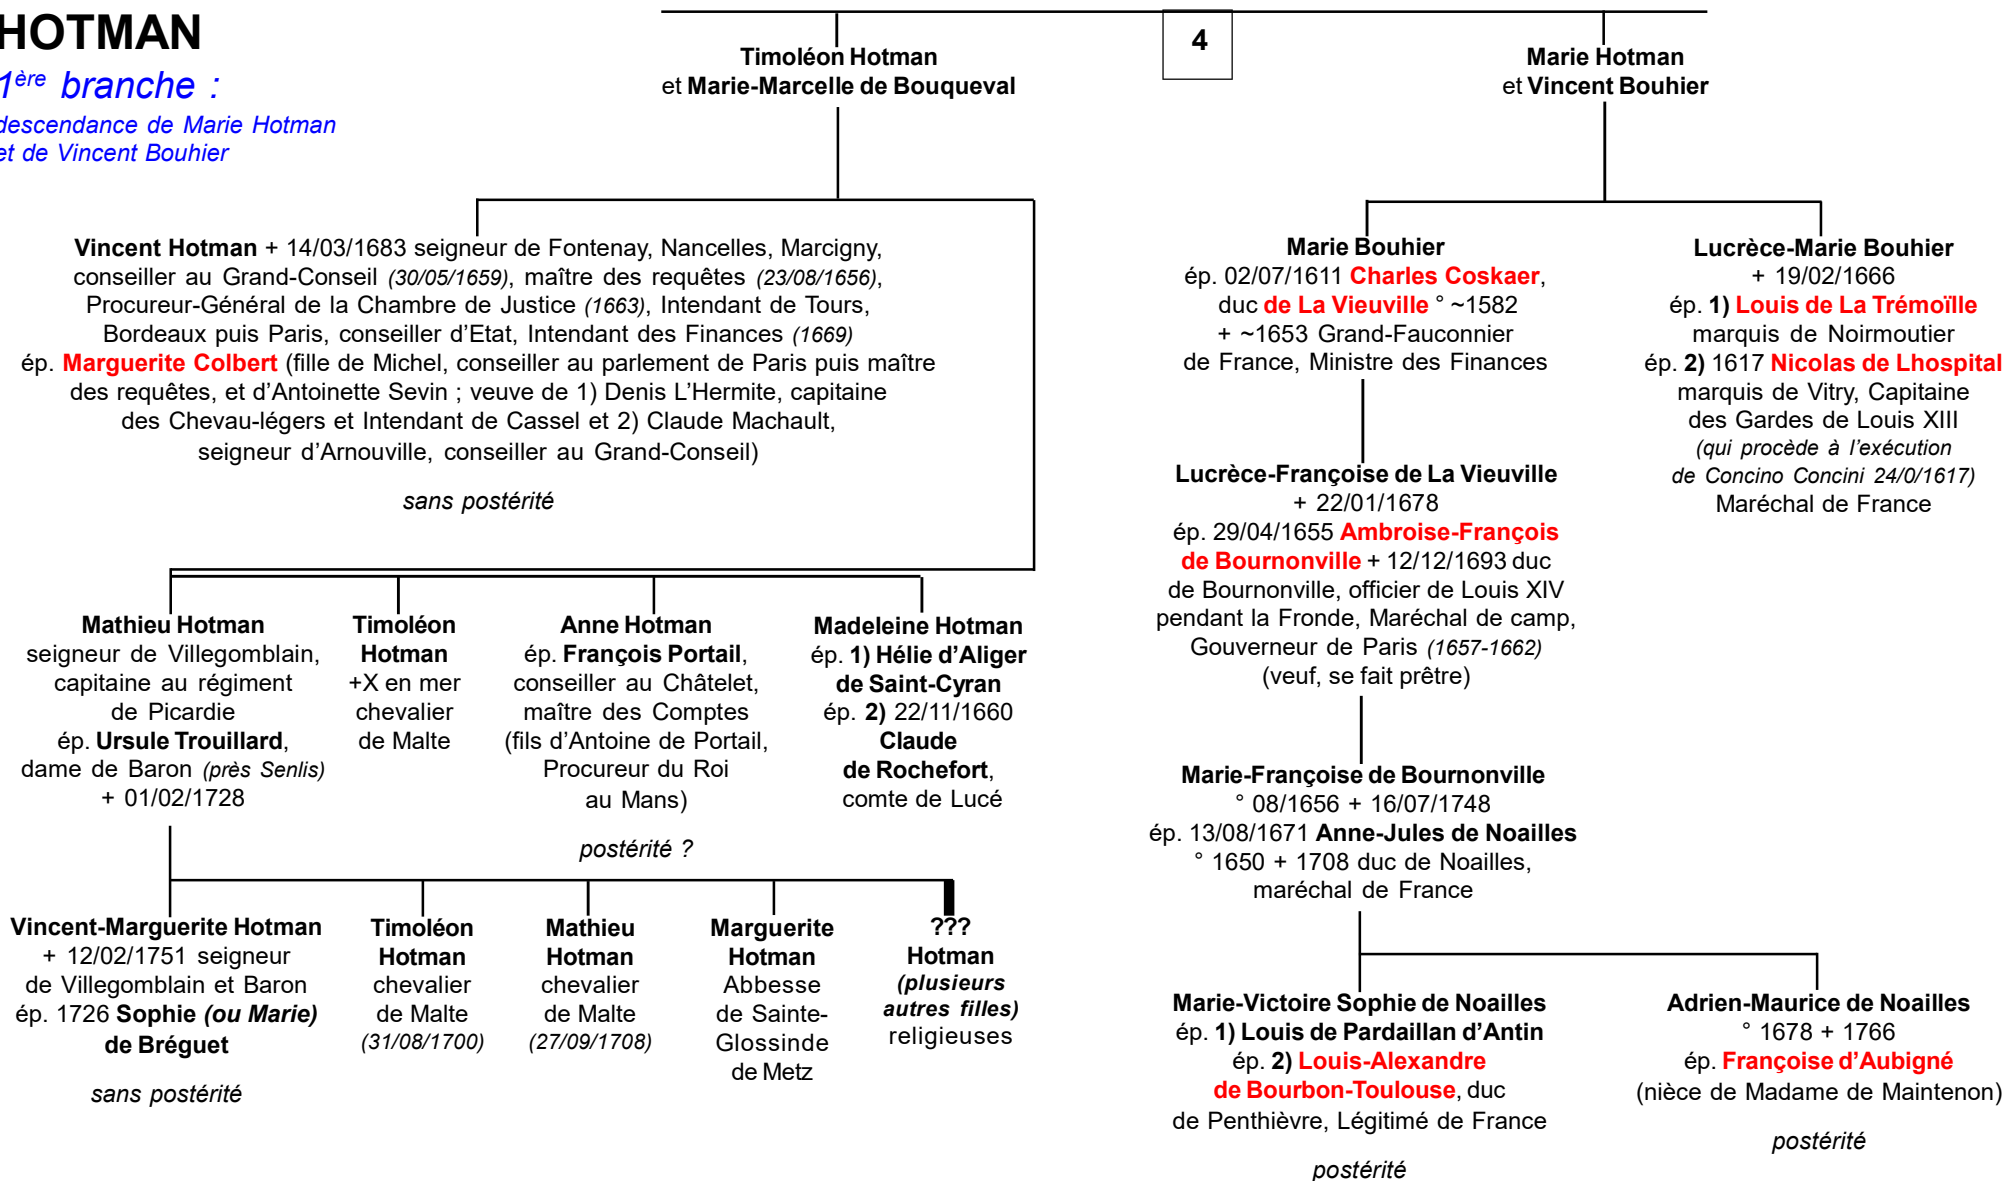 HOTMAN
1ère branche :
descendance de Marie Hotman
et de Vincent Bouhier
4
Timoléon Hotman
et Marie-Marcelle de Bouqueval
Marie Hotman
et Vincent Bouhier
Vincent Hotman + 14/03/1683 seigneur de Fontenay, Nancelles, Marcigny,
conseiller au Grand-Conseil (30/05/1659), maître des requêtes (23/08/1656),
Procureur-Général de la Chambre de Justice (1663), Intendant de Tours,
Bordeaux puis Paris, conseiller d'Etat, Intendant des Finances (1669)
ép. Marguerite Colbert (fille de Michel, conseiller au parlement de Paris puis maître
des requêtes, et d'Antoinette Sevin ; veuve de 1) Denis L'Hermite, capitaine
des Chevau-légers et Intendant de Cassel et 2) Claude Machault,
seigneur d'Arnouville, conseiller au Grand-Conseil)
sans postérité
Marie Bouhier
ép. 02/07/1611 Charles Coskaer,
duc de La Vieuville ° ~1582
+ ~1653 Grand-Fauconnier
de France, Ministre des Finances
Lucrèce-Marie Bouhier
+ 19/02/1666
ép. 1) Louis de La Trémoïlle
marquis de Noirmoutier
ép. 2) 1617 Nicolas de Lhospital
marquis de Vitry, Capitaine
des Gardes de Louis XIII
(qui procède à l'exécution
de Concino Concini 24/0/1617)
Maréchal de France
Lucrèce-Françoise de La Vieuville
+ 22/01/1678
ép. 29/04/1655 Ambroise-François
de Bournonville + 12/12/1693 duc
de Bournonville, officier de Louis XIV
pendant la Fronde, Maréchal de camp,
Gouverneur de Paris (1657-1662)
(veuf, se fait prêtre)
Mathieu Hotman
seigneur de Villegomblain,
capitaine au régiment
de Picardie
ép. Ursule Trouillard,
dame de Baron (près Senlis)
+ 01/02/1728
Timoléon
Hotman
+X en mer
chevalier
de Malte
Anne Hotman
ép. François Portail,
conseiller au Châtelet,
maître des Comptes
(fils d'Antoine de Portail,
Procureur du Roi
au Mans)
postérité ?
Madeleine Hotman
ép. 1) Hélie d'Aliger
de Saint-Cyran
ép. 2) 22/11/1660
Claude
de Rochefort,
comte de Lucé
Marie-Françoise de Bournonville
° 08/1656 + 16/07/1748
ép. 13/08/1671 Anne-Jules de Noailles
° 1650 + 1708 duc de Noailles,
maréchal de France
Vincent-Marguerite Hotman
+ 12/02/1751 seigneur
de Villegomblain et Baron
ép. 1726 Sophie (ou Marie)
de Bréguet
sans postérité
Timoléon
Hotman
chevalier
de Malte
(31/08/1700)
Mathieu
Hotman
chevalier
de Malte
(27/09/1708)
Marguerite
Hotman
Abbesse
de Sainte-
Glossinde
de Metz
???
Hotman
(plusieurs
autres filles)
religieuses
Marie-Victoire Sophie de Noailles
ép. 1) Louis de Pardaillan d'Antin
ép. 2) Louis-Alexandre
de Bourbon-Toulouse, duc
de Penthièvre, Légitimé de France
postérité
Adrien-Maurice de Noailles
° 1678 + 1766
ép. Françoise d'Aubigné
(nièce de Madame de Maintenon)
postérité